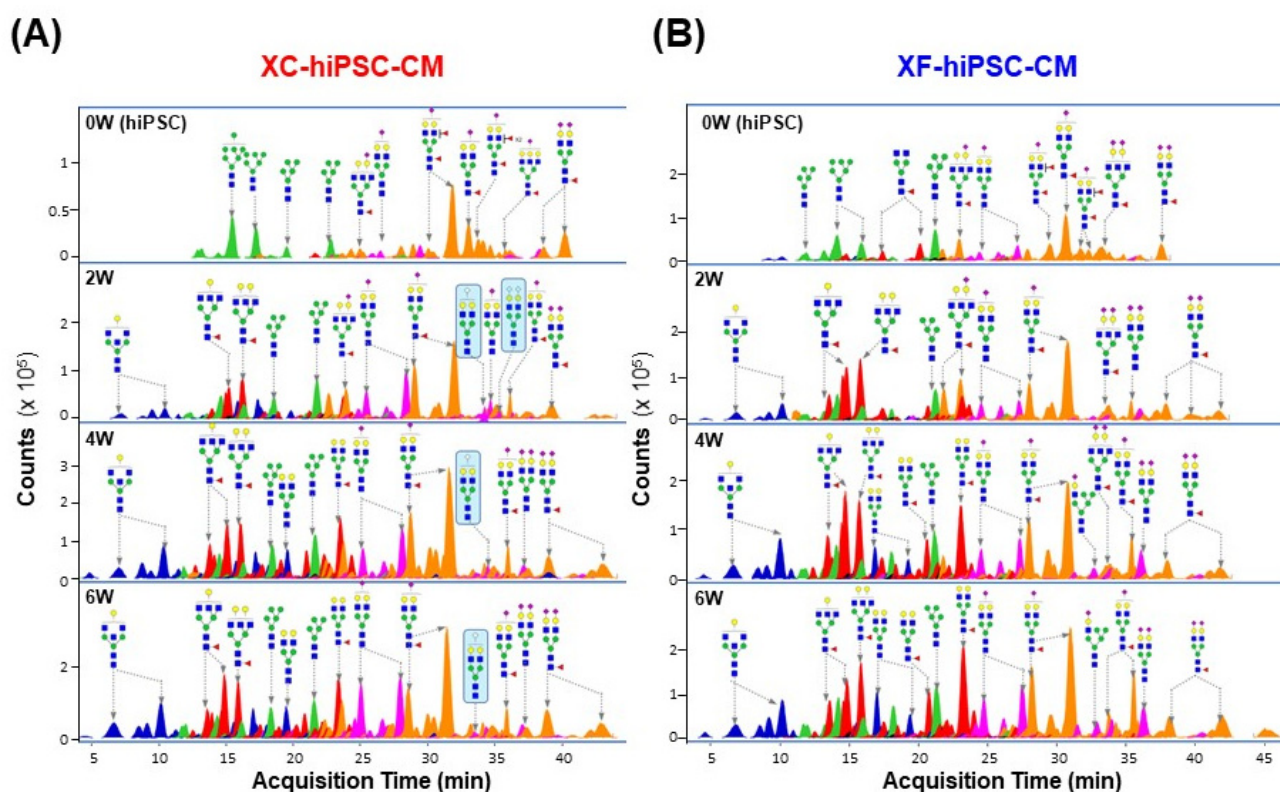 (A)
XC-hiPSC-CM
0W (hiPSC)
1
0.5
0
x2
2W
2
1
0
4W
3
2
1
0
6W
2
0
5 10 15 20 25 30 35 40
Counts (x 10⁵)
Acquisition Time (min)
(B)
XF-hiPSC-CM
0W (hiPSC)
2
1
0
2W
2
1
0
4W
2
1
0
6W
2
1
0
5 10 15 20 25 30 35 40 45
Counts (x 10⁵)
Acquisition Time (min)